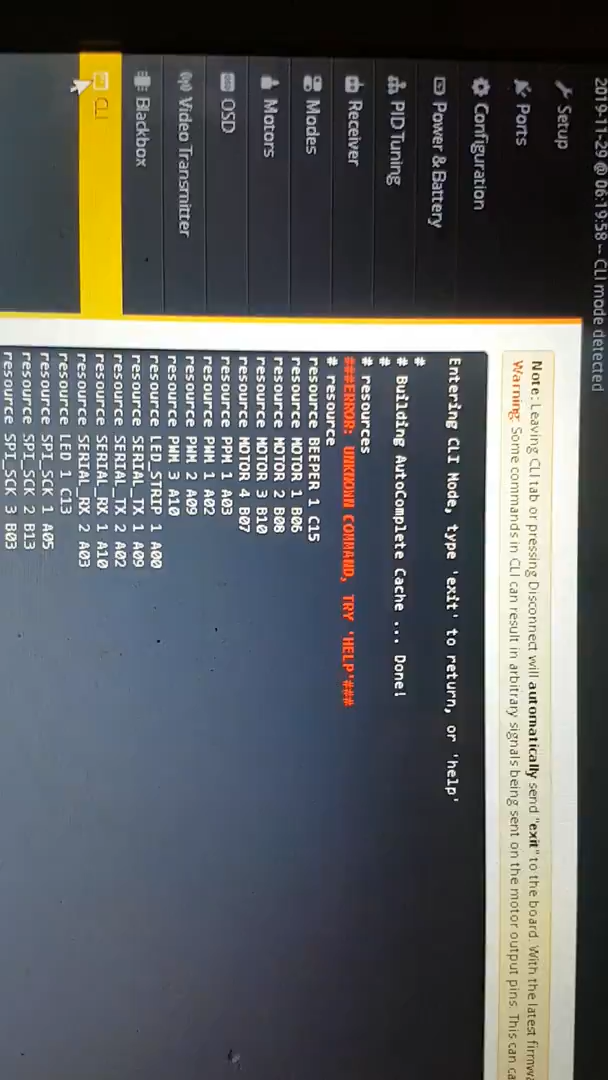 2019-11-29 @ 06:19:58 -- CLI mode detected
Setup
Ports
Configuration
Power & Battery
PID Tuning
Receiver
Modes
Motors
OSD
Video Transmitter
Blackbox
CLI
Note: Leaving CLI tab or pressing Disconnect will automatically send "exit" to the board. With the latest firmw
Warning: Some commands in CLI can result in arbitrary signals being sent on the motor output pins. This can ca
Entering CLI Mode, type 'exit' to return, or 'help'
#
# Building AutoComplete Cache ... Done!
#
# resources
###ERROR: UNKNOWN COMMAND, TRY 'HELP'###
# resource
resource BEEPER 1 C15
resource MOTOR 1 B06
resource MOTOR 2 B08
resource MOTOR 3 B10
resource MOTOR 4 B07
resource PPM 1 A03
resource PWM 1 A02
resource PWM 2 A09
resource PWM 3 A10
resource LED_STRIP 1 A00
resource SERIAL_TX 1 A09
resource SERIAL_TX 2 A02
resource SERIAL_RX 1 A10
resource SERIAL_RX 2 A03
resource LED 1 C13
resource SPI_SCK 1 A05
resource SPI_SCK 2 B13
resource SPI_SCK 3 B03